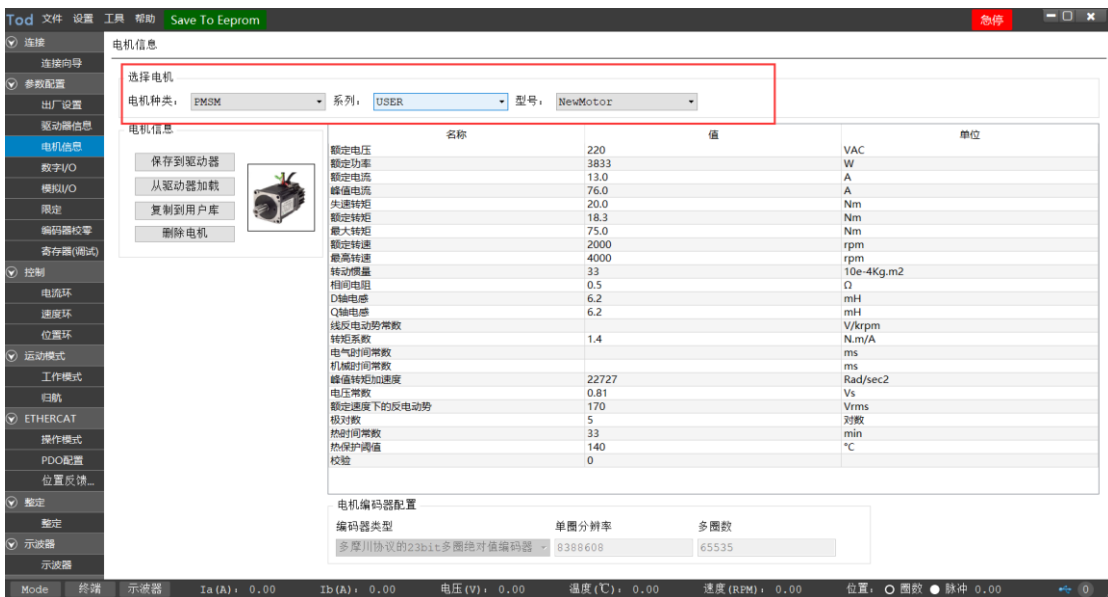 Tod 文件 设置 工具 帮助 Save To Eeprom 急停
连接
连接向导
参数配置
出厂设置
驱动器信息
电机信息
数字I/O
模拟I/O
限定
编码器校零
寄存器(调试)
控制
电流环
速度环
位置环
运动模式
工作模式
归航
ETHERCAT
操作模式
PDO配置
位置反馈...
整定
整定
示波器
示波器
电机信息
选择电机
电机种类: PMSM 系列: USER 型号: NewMotor
电机信息
保存到驱动器
从驱动器加载
复制到用户库
删除电机
名称 值 单位
额定电压 220 VAC
额定功率 3833 W
额定电流 13.0 A
峰值电流 76.0 A
失速转矩 20.0 Nm
额定转矩 18.3 Nm
最大转矩 75.0 Nm
额定转速 2000 rpm
最高转速 4000 rpm
转动惯量 33 10e-4Kg.m2
相间电阻 0.5 Ω
D轴电感 6.2 mH
Q轴电感 6.2 mH
线反电动势常数 V/krpm
转矩系数 1.4 N.m/A
电气时间常数 ms
机械时间常数 ms
峰值转矩加速度 22727 Rad/sec2
电压常数 0.81 Vs
额定速度下的反电动势 170 Vrms
极对数 5 对数
热时间常数 33 min
热保护阈值 140 °C
校验 0
电机编码器配置
编码器类型 单圈分辨率 多圈数
多摩川协议的23bit多圈绝对值编码器 8388608 65535
Mode 终端 示波器 Ia(A): 0.00 Ib(A): 0.00 电压(V): 0.00 温度(℃): 0.00 速度(RPM): 0.00 位置: 圈数 脉冲 0.00 0